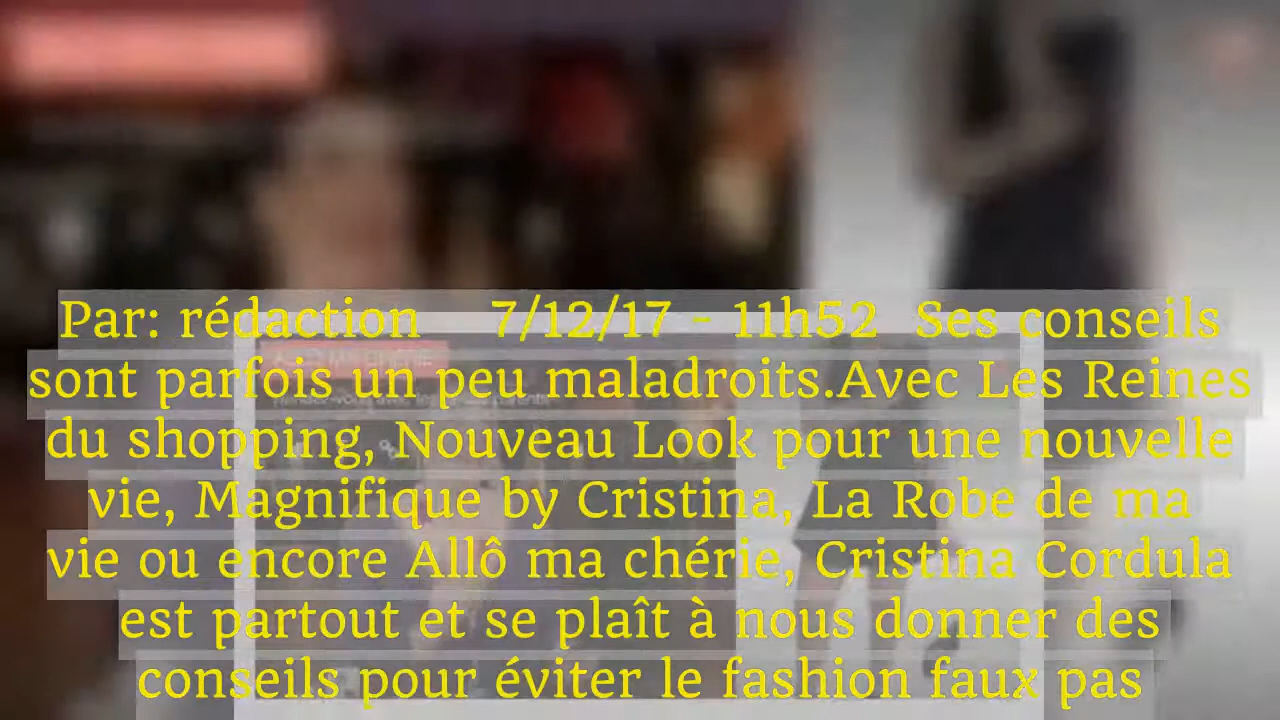 Par: rédaction 7/12/17 - 11h52 Ses conseils
sont parfois un peu maladroits.Avec Les Reines
du shopping, Nouveau Look pour une nouvelle
vie, Magnifique by Cristina, La Robe de ma
vie ou encore Allô ma chérie, Cristina Cordula
est partout et se plaît à nous donner des
conseils pour éviter le fashion faux pas